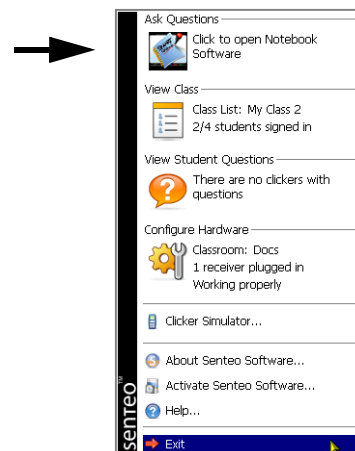 Ask Questions
Click to open Notebook
Software
View Class
Class List: My Class 2
2/4 students signed in
View Student Questions
There are no clickers with
questions
Configure Hardware
Classroom: Docs
1 receiver plugged in
Working properly
Clicker Simulator...
About Senteo Software...
Activate Senteo Software...
Help...
Exit
senteo™